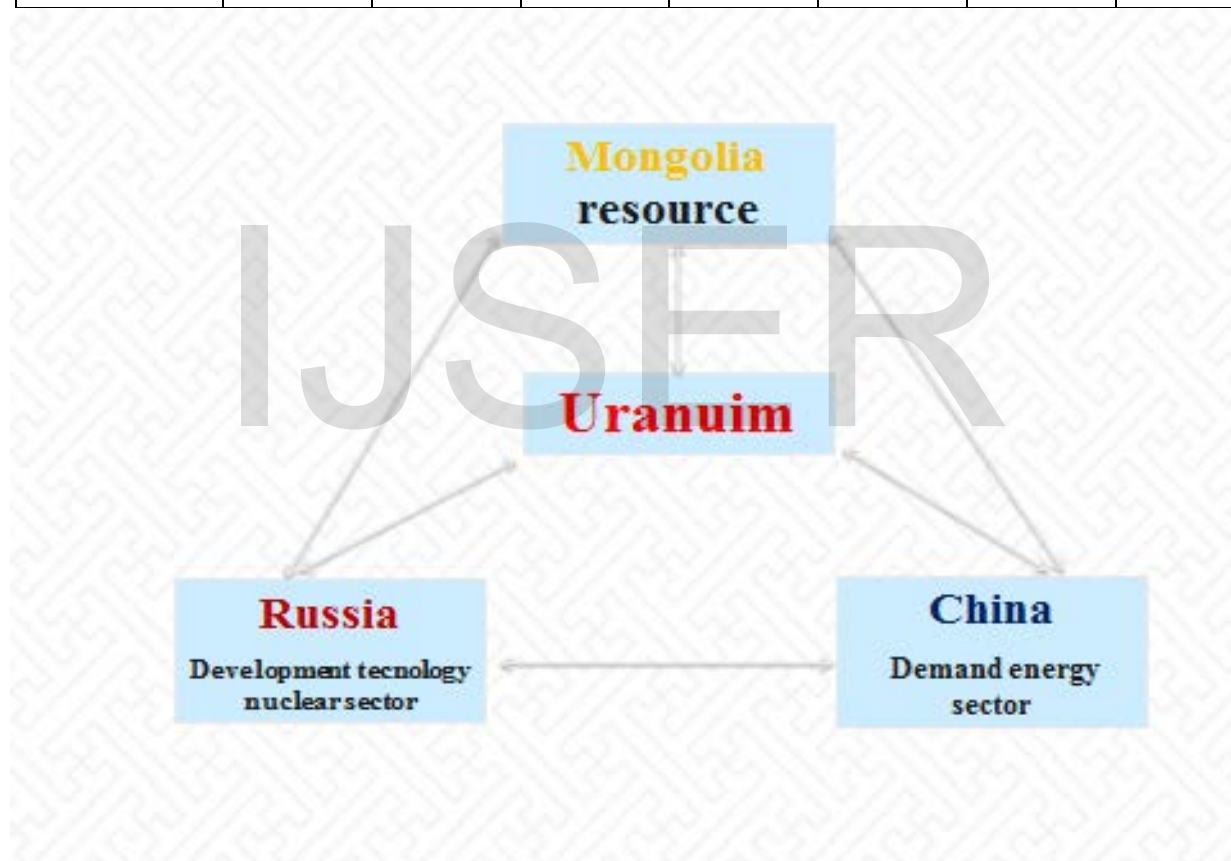 Mongolia
resource
IJSER
Uranuim
Russia
Development tecnology
nuclear sector
China
Demand energy
sector